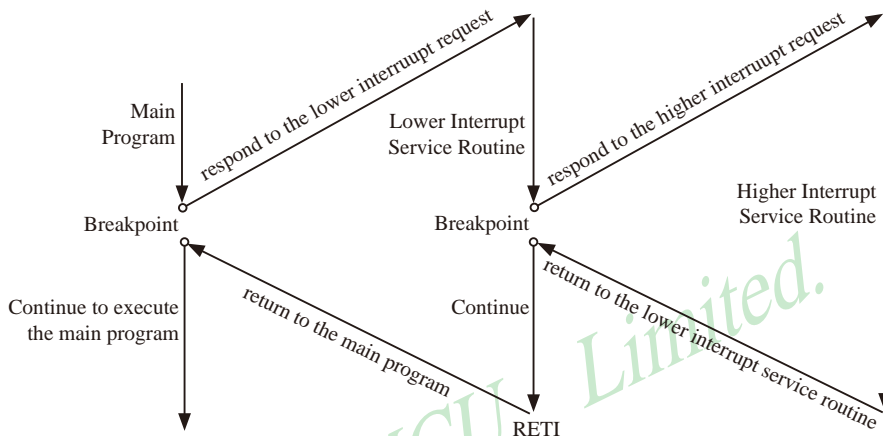 respond to the lower interruupt request
respond to the higher interruupt request
Main
Program
Lower Interrupt
Service Routine
Higher Interrupt
Service Routine
Breakpoint
Breakpoint
Continue to execute
the main program
return to the main program
Continue
return to the lower interrupt service routine
RETI
MCU Limited.